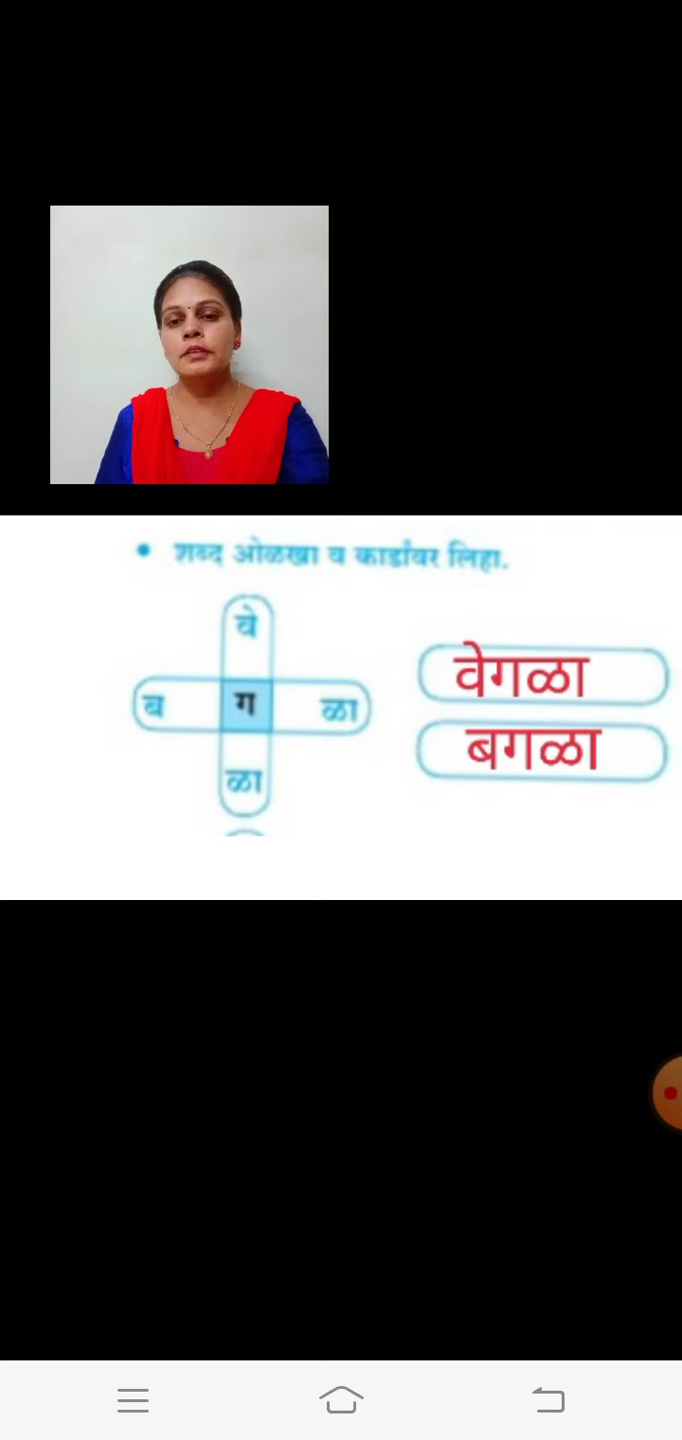 • शब्द ओळखा व कार्डांवर लिहा.
वे
ब ग ळा
ळा
वेगळा
बगळा